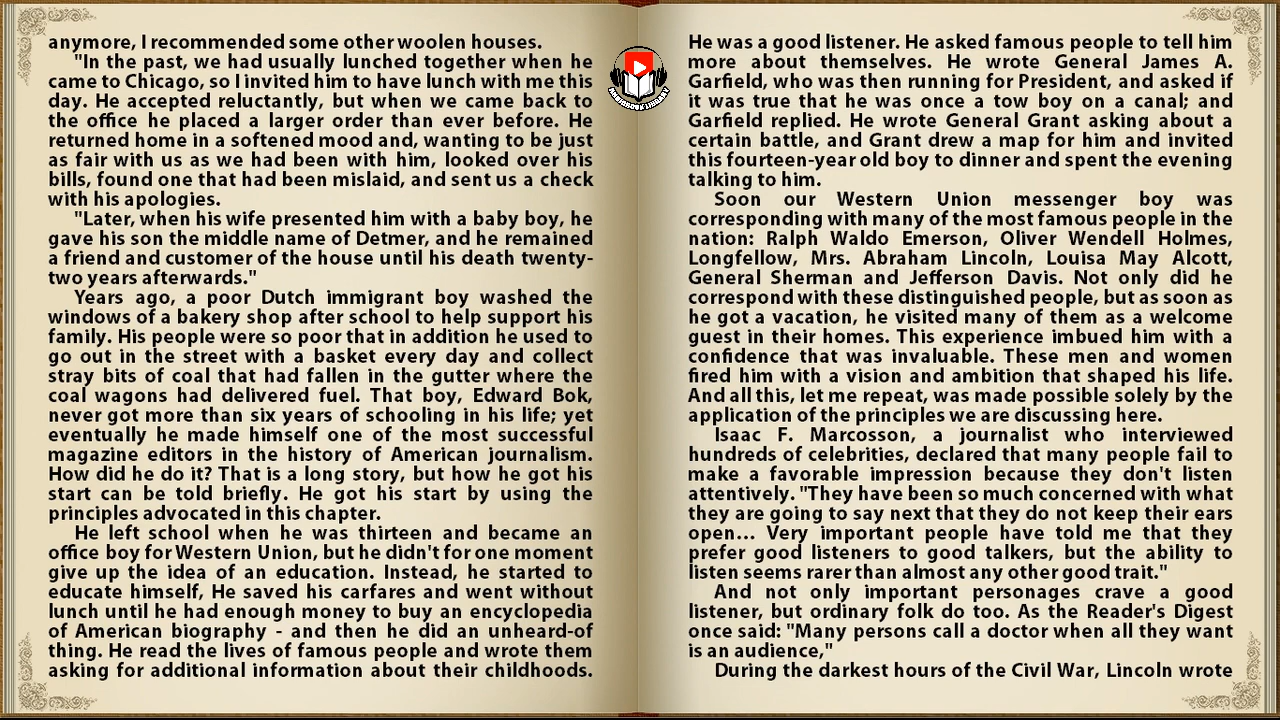 anymore, I recommended some other woolen houses.
"In the past, we had usually lunched together when he
came to Chicago, so I invited him to have lunch with me this
day. He accepted reluctantly, but when we came back to
the office he placed a larger order than ever before. He
returned home in a softened mood and, wanting to be just
as fair with us as we had been with him, looked over his
bills, found one that had been mislaid, and sent us a check
with his apologies.
"Later, when his wife presented him with a baby boy, he
gave his son the middle name of Detmer, and he remained
a friend and customer of the house until his death twenty-
two years afterwards."
Years ago, a poor Dutch immigrant boy washed the
windows of a bakery shop after school to help support his
family. His people were so poor that in addition he used to
go out in the street with a basket every day and collect
stray bits of coal that had fallen in the gutter where the
coal wagons had delivered fuel. That boy, Edward Bok,
never got more than six years of schooling in his life; yet
eventually he made himself one of the most successful
magazine editors in the history of American journalism.
How did he do it? That is a long story, but how he got his
start can be told briefly. He got his start by using the
principles advocated in this chapter.
He left school when he was thirteen and became an
office boy for Western Union, but he didn't for one moment
give up the idea of an education. Instead, he started to
educate himself, He saved his carfares and went without
lunch until he had enough money to buy an encyclopedia
of American biography - and then he did an unheard-of
thing. He read the lives of famous people and wrote them
asking for additional information about their childhoods.
He was a good listener. He asked famous people to tell him
more about themselves. He wrote General James A.
Garfield, who was then running for President, and asked if
it was true that he was once a tow boy on a canal; and
Garfield replied. He wrote General Grant asking about a
certain battle, and Grant drew a map for him and invited
this fourteen-year old boy to dinner and spent the evening
talking to him.
Soon our Western Union messenger boy was
corresponding with many of the most famous people in the
nation: Ralph Waldo Emerson, Oliver Wendell Holmes,
Longfellow, Mrs. Abraham Lincoln, Louisa May Alcott,
General Sherman and Jefferson Davis. Not only did he
correspond with these distinguished people, but as soon as
he got a vacation, he visited many of them as a welcome
guest in their homes. This experience imbued him with a
confidence that was invaluable. These men and women
fired him with a vision and ambition that shaped his life.
And all this, let me repeat, was made possible solely by the
application of the principles we are discussing here.
Isaac F. Marcosson, a journalist who interviewed
hundreds of celebrities, declared that many people fail to
make a favorable impression because they don't listen
attentively. "They have been so much concerned with what
they are going to say next that they do not keep their ears
open... Very important people have told me that they
prefer good listeners to good talkers, but the ability to
listen seems rarer than almost any other good trait."
And not only important personages crave a good
listener, but ordinary folk do too. As the Reader's Digest
once said: "Many persons call a doctor when all they want
is an audience,"
During the darkest hours of the Civil War, Lincoln wrote